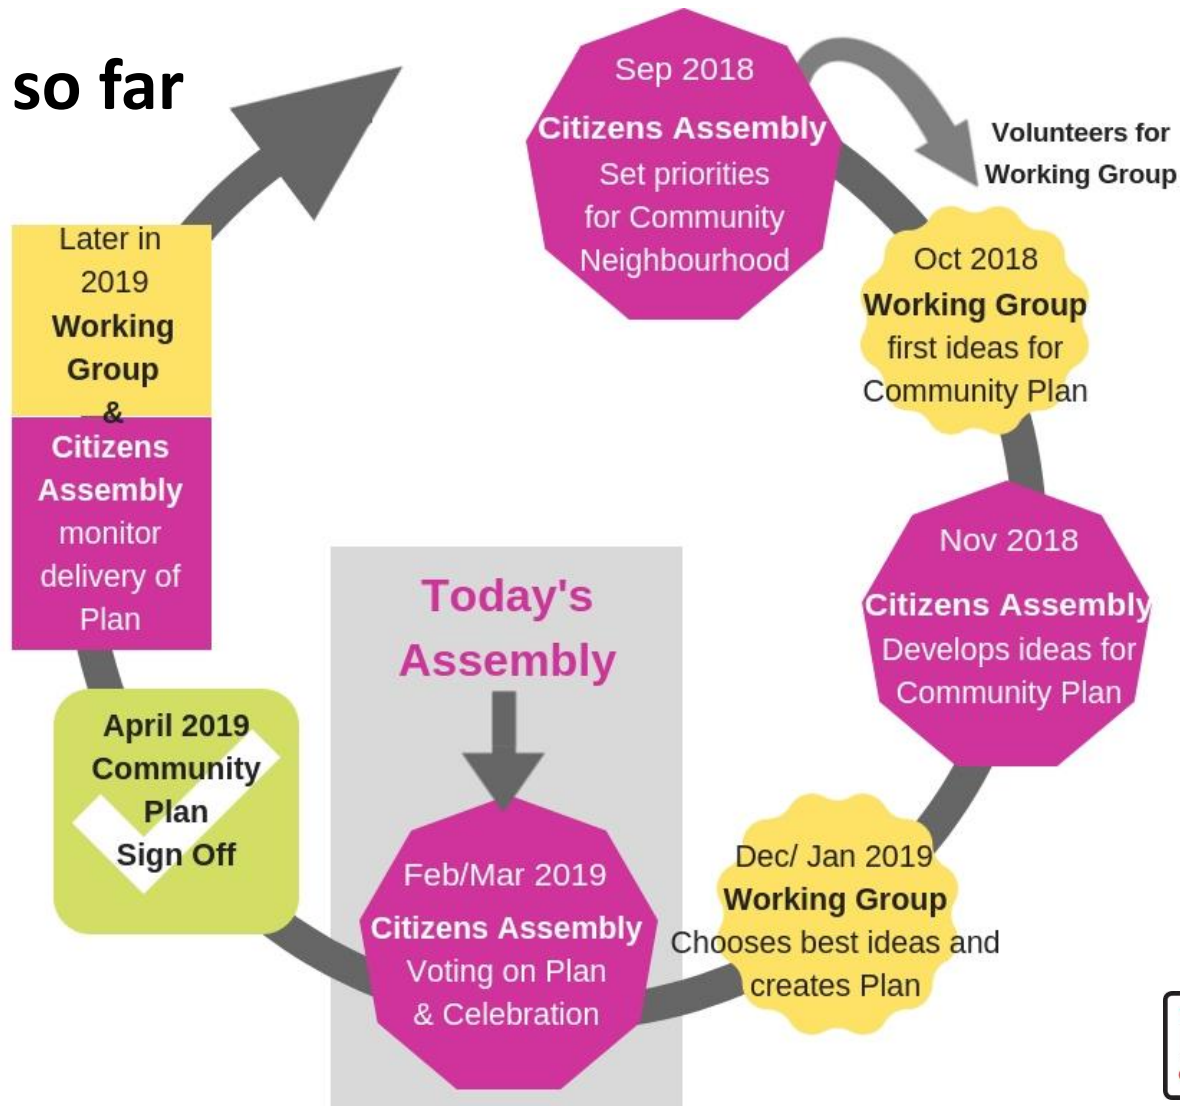 so far
Sep 2018
Citizens Assembly
Set priorities
for Community
Neighbourhood
Volunteers for
Working Group
Oct 2018
Working Group
first ideas for
Community Plan
Nov 2018
Citizens Assembly
Develops ideas for
Community Plan
Dec/ Jan 2019
Working Group
Chooses best ideas and
creates Plan
Today's
Assembly
Feb/Mar 2019
Citizens Assembly
Voting on Plan
& Celebration
April 2019
Community
Plan
Sign Off
Later in
2019
Working
Group
&
Citizens
Assembly
monitor
delivery of
Plan